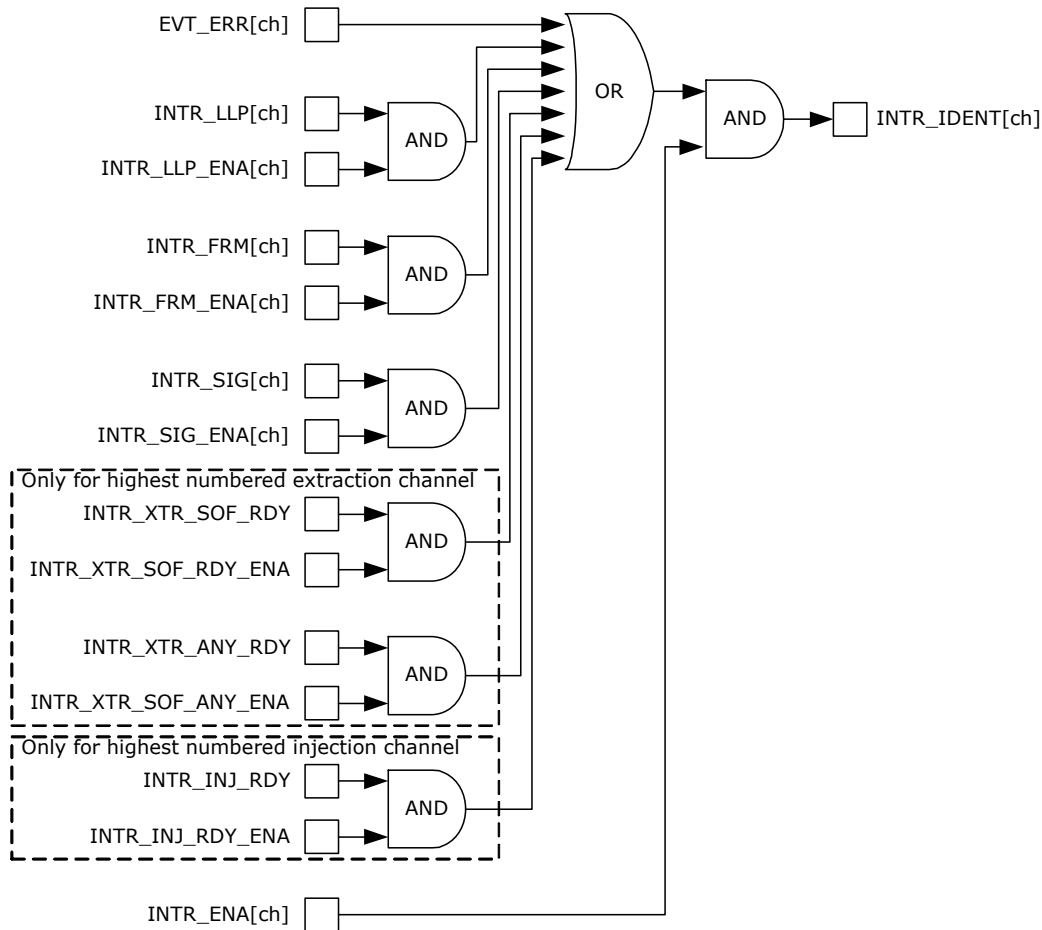 EVT_ERR[ch]
OR
INTR_LLP[ch]
AND
INTR_LLP_ENA[ch]
AND
INTR_IDENT[ch]
INTR_FRM[ch]
AND
INTR_FRM_ENA[ch]
INTR_SIG[ch]
AND
INTR_SIG_ENA[ch]
Only for highest numbered extraction channel
INTR_XTR_SOF_RDY
AND
INTR_XTR_SOF_RDY_ENA
INTR_XTR_ANY_RDY
AND
INTR_XTR_SOF_ANY_ENA
Only for highest numbered injection channel
INTR_INJ_RDY
AND
INTR_INJ_RDY_ENA
INTR_ENA[ch]